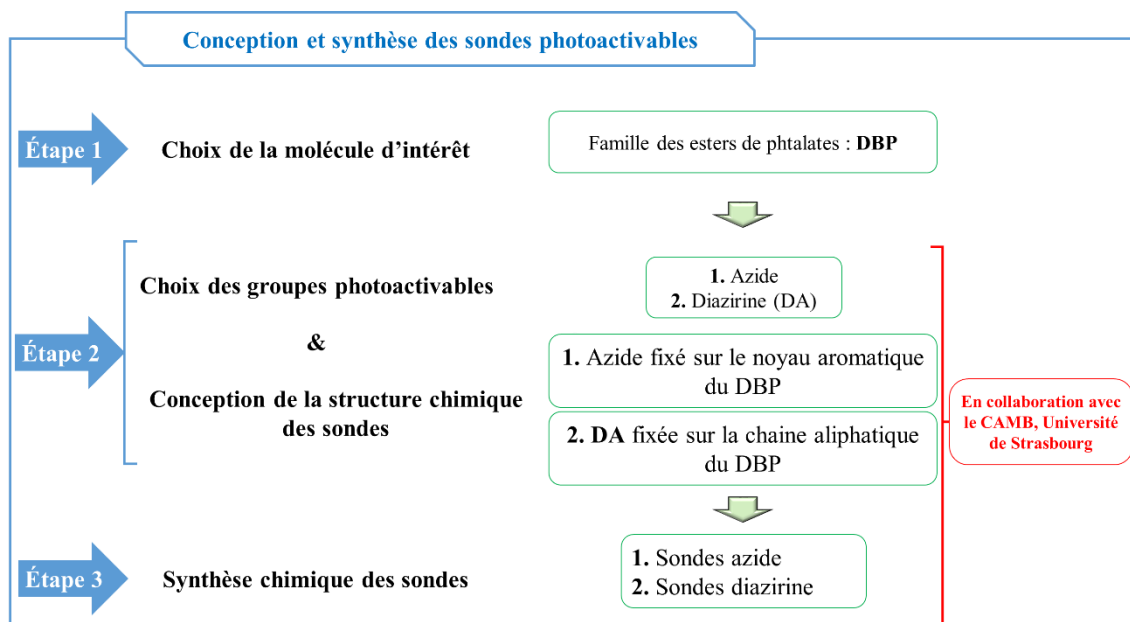 Conception et synthèse des sondes photoactivables
Étape 1
Choix de la molécule d’intérêt
Famille des esters de phtalates : DBP
Étape 2
Choix des groupes photoactivables
&
Conception de la structure chimique
des sondes
1. Azide
2. Diazirine (DA)
1. Azide fixé sur le noyau aromatique
du DBP
2. DA fixée sur la chaine aliphatique
du DBP
En collaboration avec
le CAMB, Université
de Strasbourg
Étape 3
Synthèse chimique des sondes
1. Sondes azide
2. Sondes diazirine